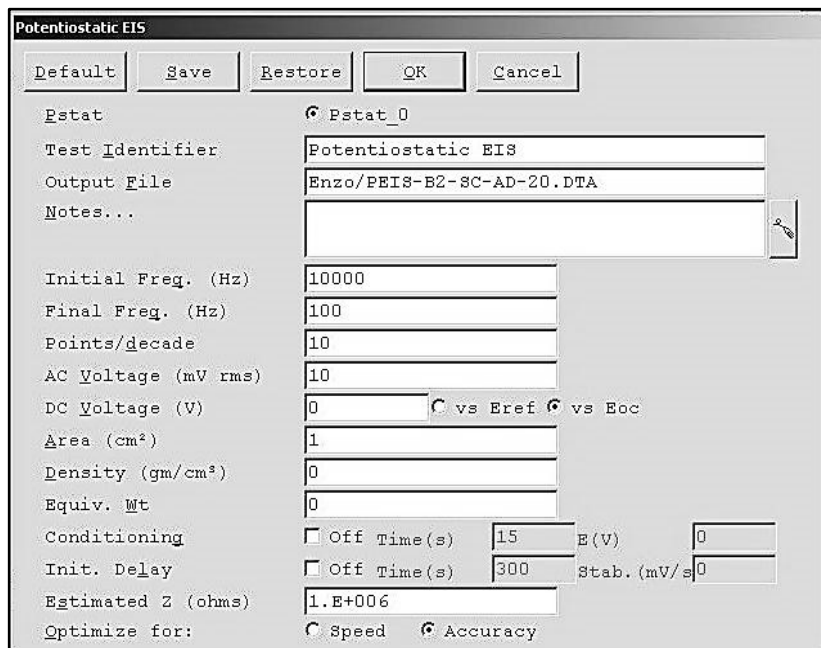 Potentiostatic EIS
Default Save Restore OK Cancel
Pstat Pstat_0
Test Identifier Potentiostatic EIS
Output File Enzo/PEIS-B2-SC-AD-20.DTA
Notes...
Initial Freq. (Hz) 10000
Final Freq. (Hz) 100
Points/decade 10
AC Voltage (mV rms) 10
DC Voltage (V) 0 vs Eref vs Eoc
Area (cm²) 1
Density (gm/cm³) 0
Equiv. Wt 0
Conditioning Off Time(s) 15 E(V) 0
Init. Delay Off Time(s) 300 Stab.(mV/s 0
Estimated Z (ohms) 1.E+006
Optimize for: Speed Accuracy